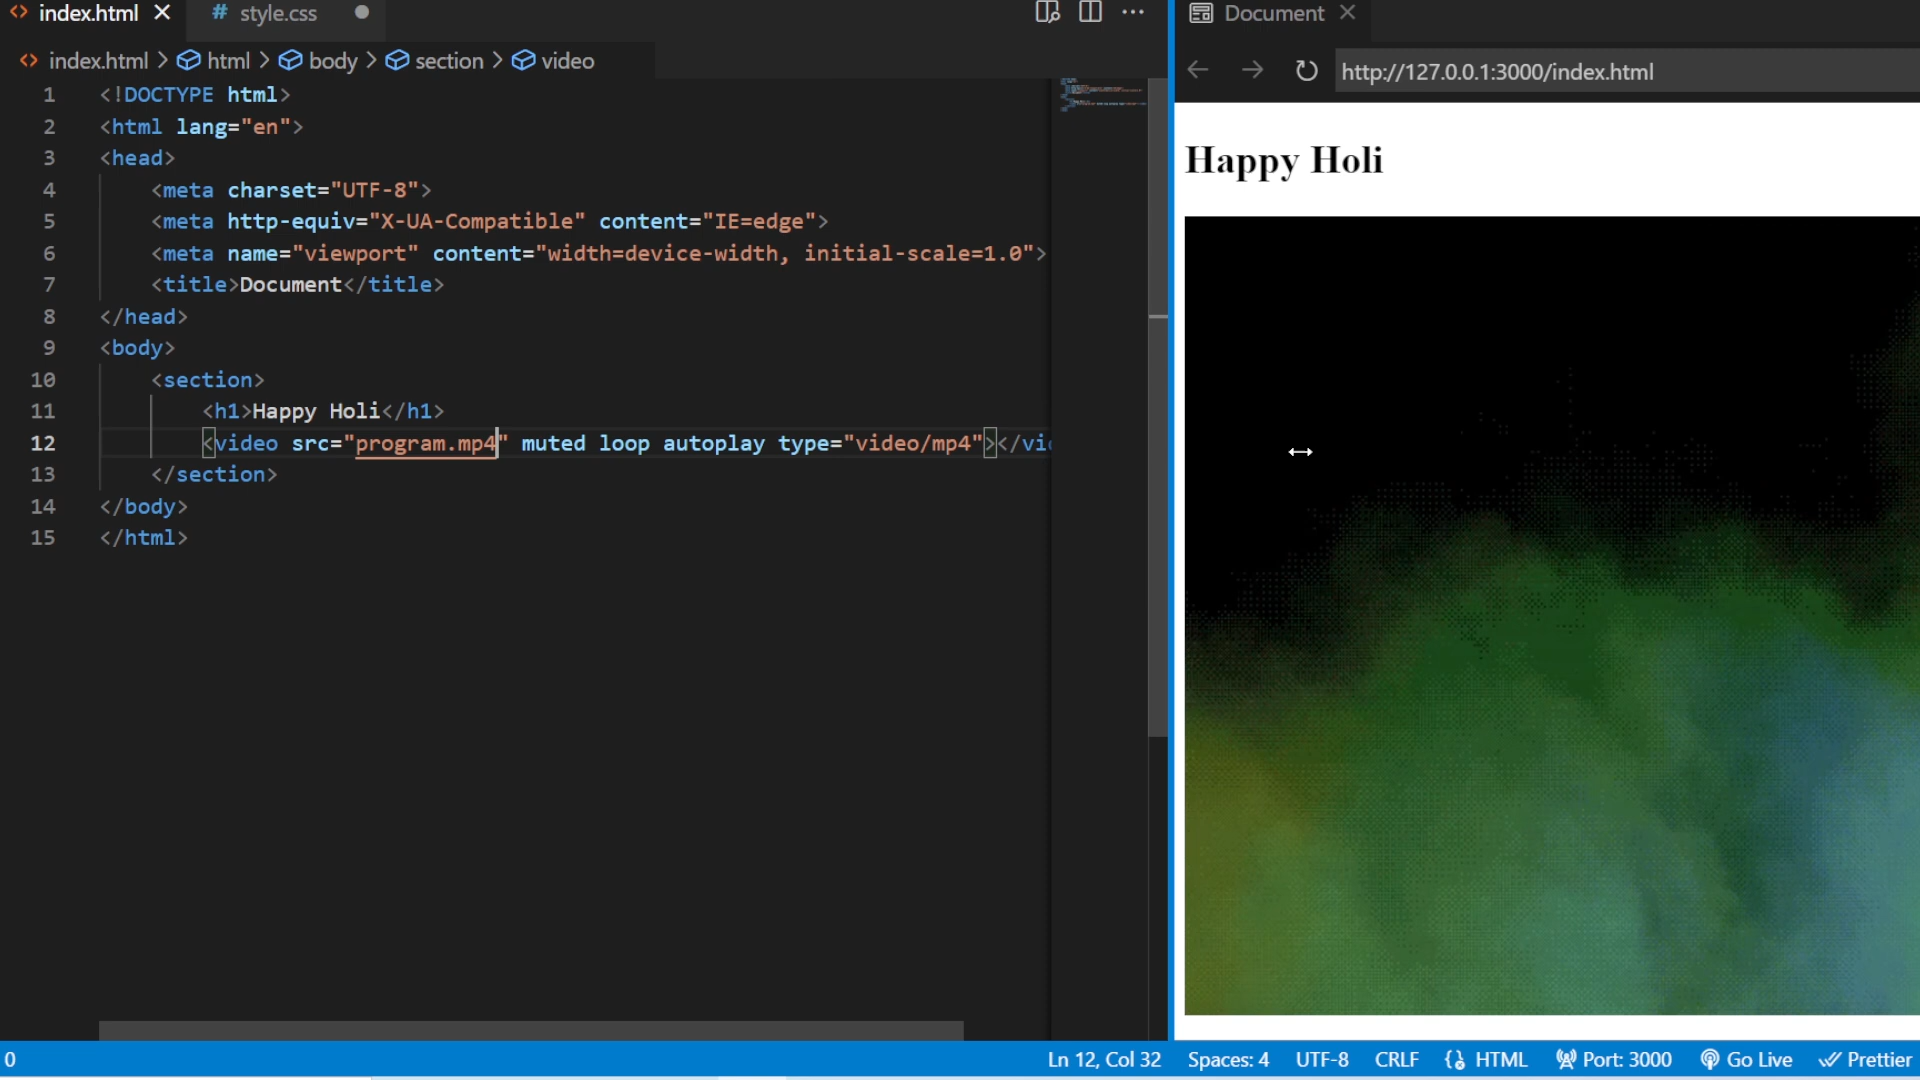 index.html
style.css
Document
index.html > html > body > section > video
http://127.0.0.1:3000/index.html
1 <!DOCTYPE html>
2 <html lang="en">
3 <head>
4 <meta charset="UTF-8">
5 <meta http-equiv="X-UA-Compatible" content="IE=edge">
6 <meta name="viewport" content="width=device-width, initial-scale=1.0">
7 <title>Document</title>
8 </head>
9 <body>
10 <section>
11 <h1>Happy Holi</h1>
12 <video src="program.mp4" muted loop autoplay type="video/mp4"></vi
13 </section>
14 </body>
15 </html>
Happy Holi
0 Ln 12, Col 32 Spaces: 4 UTF-8 CRLF HTML Port: 3000 Go Live Prettier